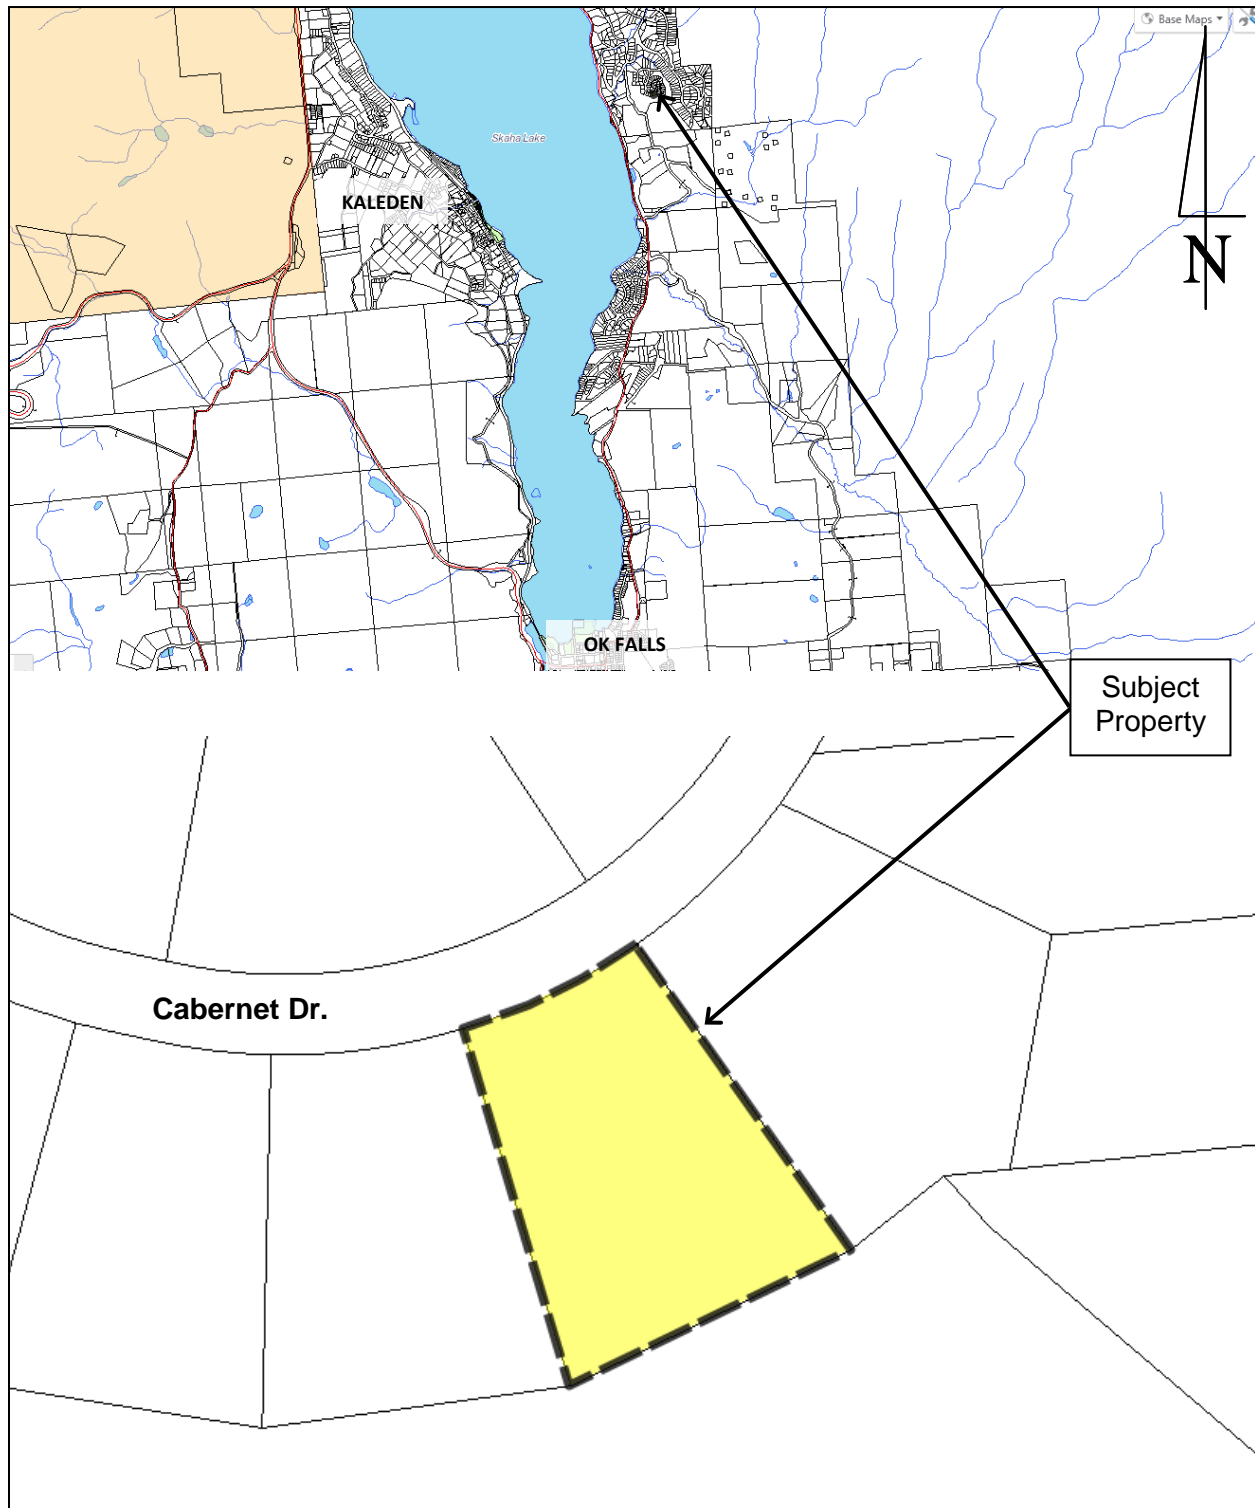 Base Maps
Skaha Lake
KALEDEN
N
OK FALLS
Subject
Property
Cabernet Dr.